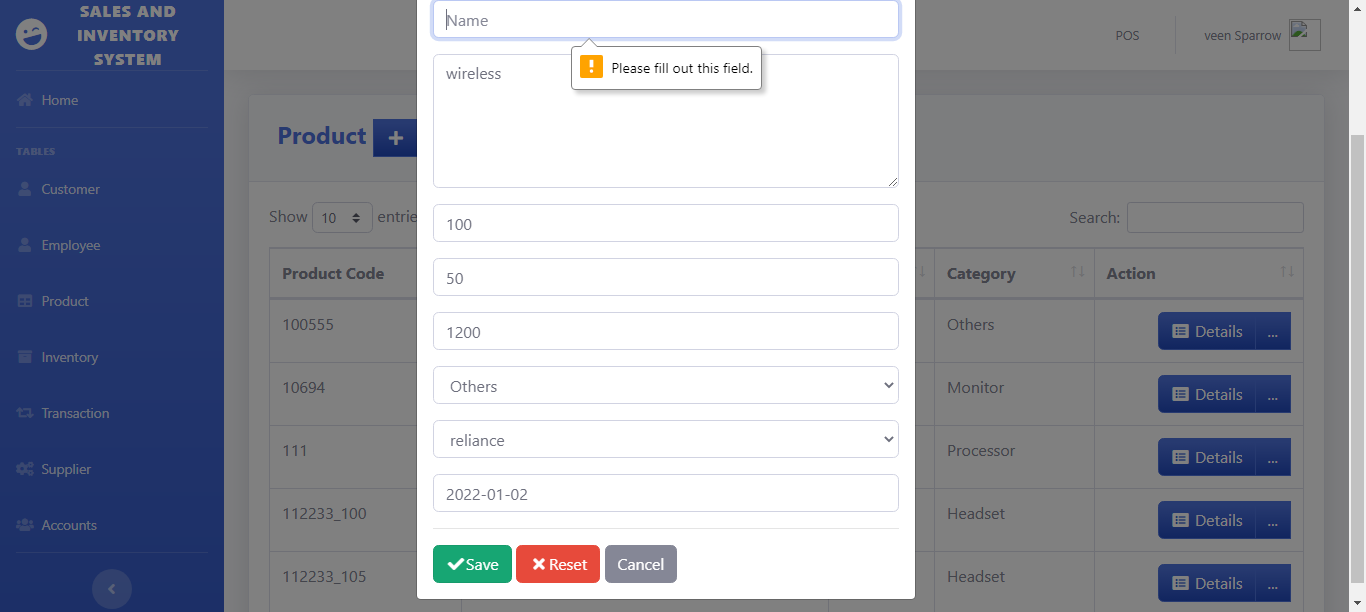 SALES AND
INVENTORY
SYSTEM
Home
TABLES
Customer
Employee
Product
Inventory
Transaction
Supplier
Accounts
POS
veen Sparrow
Product
Show 10 entrie
Search:
Product Code
Category
Action
100555
Others
Details ...
10694
Monitor
Details ...
111
Processor
Details ...
112233_100
Headset
Details ...
112233_105
Headset
Details ...
Name
Please fill out this field.
wireless
100
50
1200
Others
reliance
2022-01-02
Save
Reset
Cancel